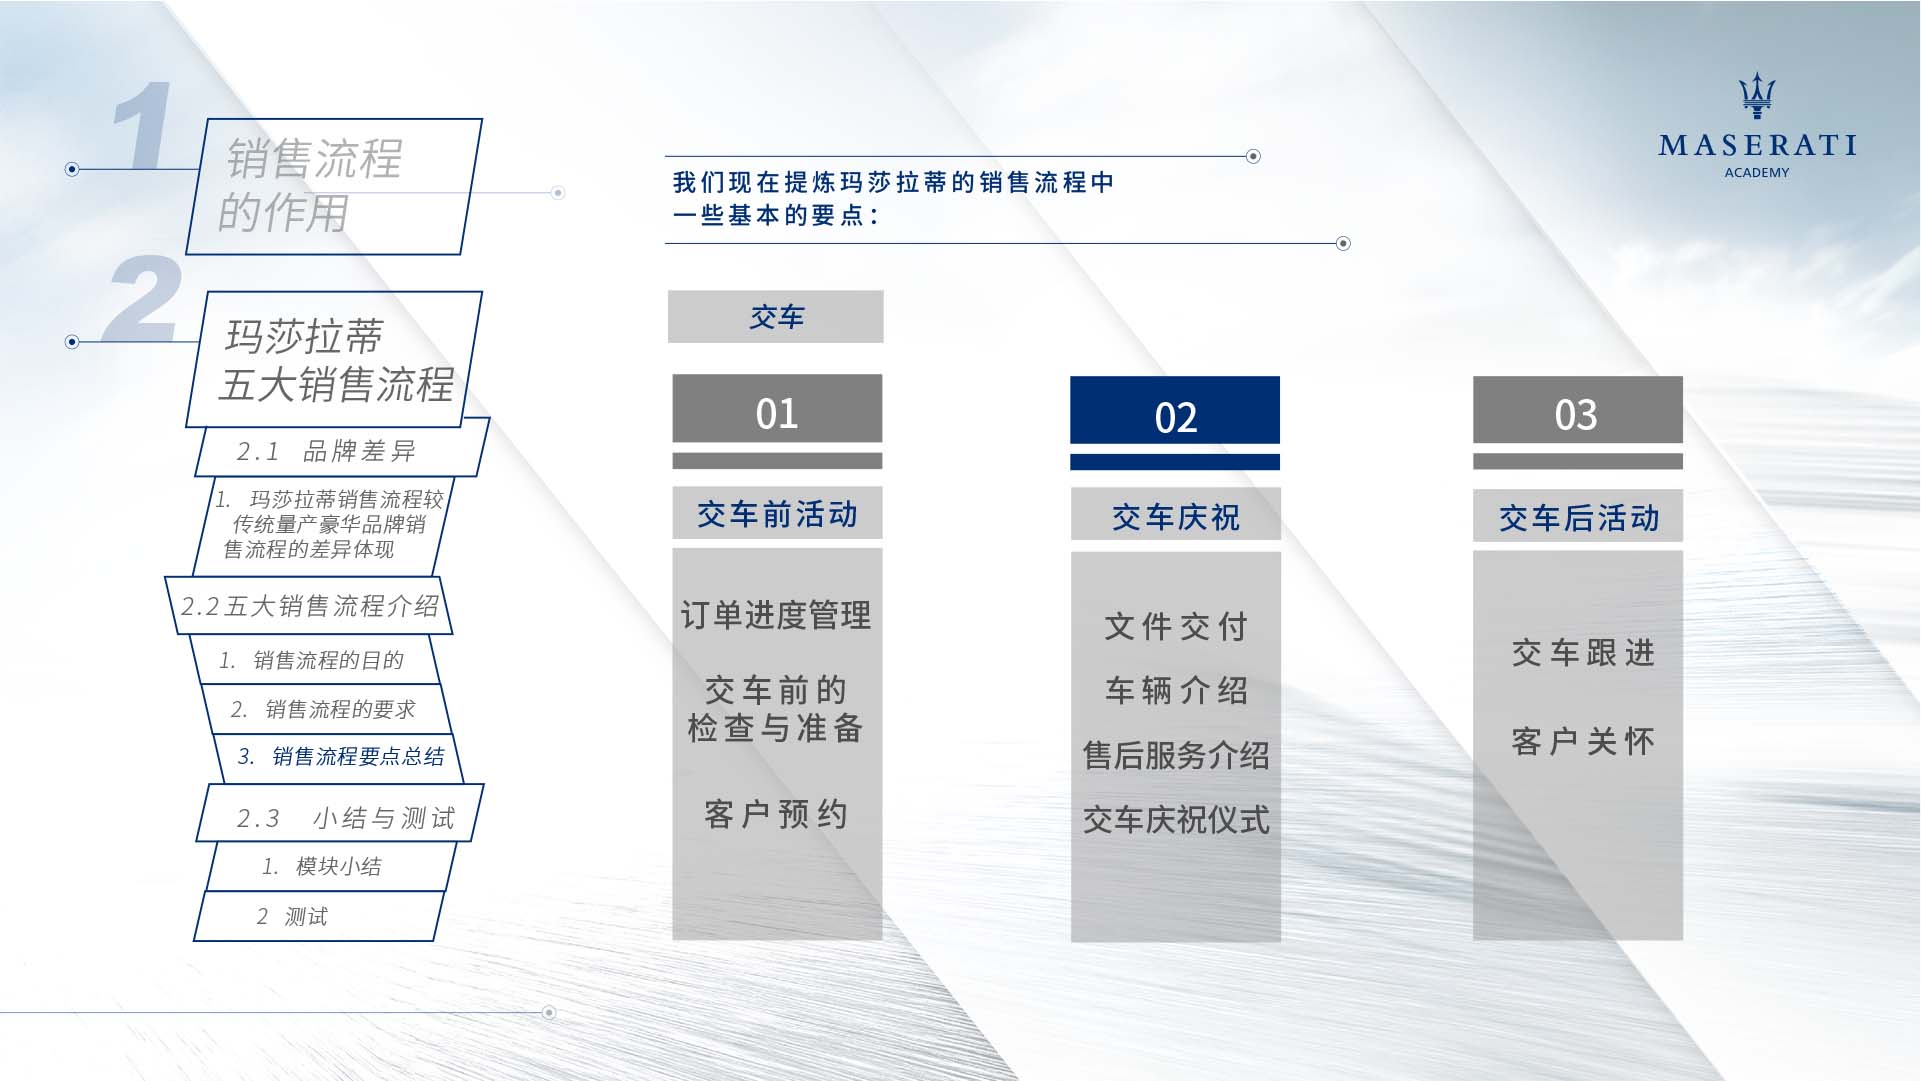 1
销售流程
的作用
2
玛莎拉蒂
五大销售流程
2.1 品牌差异
1. 玛莎拉蒂销售流程较
传统量产豪华品牌销
售流程的差异体现
2.2五大销售流程介绍
1. 销售流程的目的
2. 销售流程的要求
3. 销售流程要点总结
2.3 小结与测试
1. 模块小结
2 测试
我们现在提炼玛莎拉蒂的销售流程中
一些基本的要点：
交车
01
交车前活动
订单进度管理
交车前的
检查与准备
客户预约
02
交车庆祝
文件交付
车辆介绍
售后服务介绍
交车庆祝仪式
03
交车后活动
交车跟进
客户关怀
MASERATI
ACADEMY